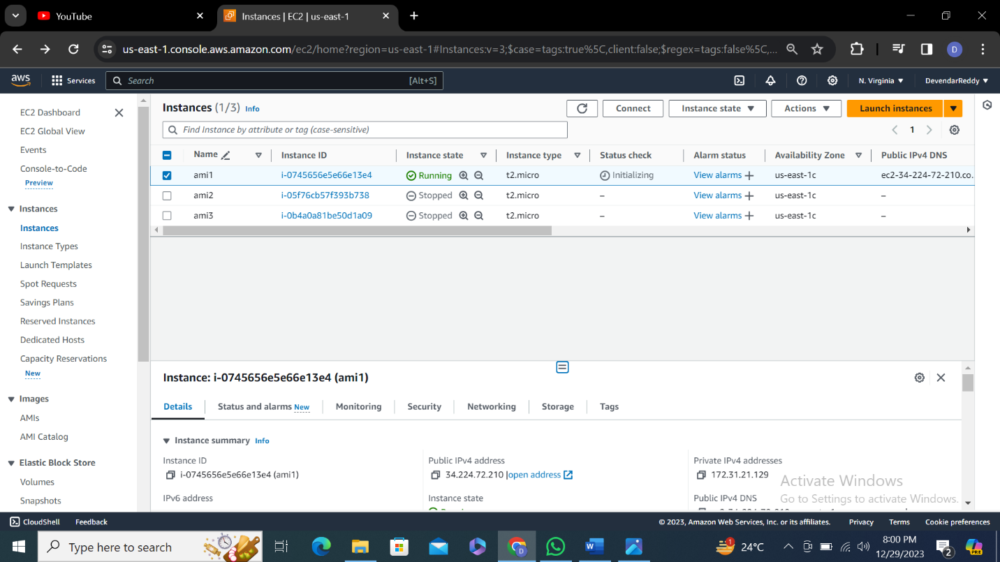 YouTube
Instances | EC2 | us-east-1
us-east-1.console.aws.amazon.com/ec2/home?region=us-east-1#Instances:v=3;$case=tags:true%5C,client:false;$regex=tags:false%5C,...
D
aws Services Search [Alt+S] N. Virginia DevendarReddy
EC2 Dashboard
EC2 Global View
Events
Console-to-Code
Preview
Instances
Instances
Instance Types
Launch Templates
Spot Requests
Savings Plans
Reserved Instances
Dedicated Hosts
Capacity Reservations
New
Images
AMIs
AMI Catalog
Elastic Block Store
Volumes
Snapshots
Instances (1/3) Info
Connect Instance state Actions Launch instances
Find Instance by attribute or tag (case-sensitive)
1
Name Instance ID Instance state Instance type Status check Alarm status Availability Zone Public IPv4 DNS
ami1 i-0745656e5e66e13e4 Running t2.micro Initializing View alarms us-east-1c ec2-34-224-72-210.co...
ami2 i-05f76cb57f393b738 Stopped t2.micro – View alarms us-east-1c –
ami3 i-0b4a0a81be50d1a09 Stopped t2.micro – View alarms us-east-1c –
Instance: i-0745656e5e66e13e4 (ami1)
Details Status and alarms New Monitoring Security Networking Storage Tags
Instance summary Info
Instance ID Public IPv4 address Private IPv4 addresses
i-0745656e5e66e13e4 (ami1) 34.224.72.210 |open address 172.31.21.129
IPv6 address Instance state Public IPv4 DNS
Activate Windows
Go to Settings to activate Windows.
CloudShell Feedback © 2023, Amazon Web Services, Inc. or its affiliates. Privacy Terms Cookie preferences
Type here to search
D
W
1
24°C
8:00 PM
12/29/2023
2
PRE